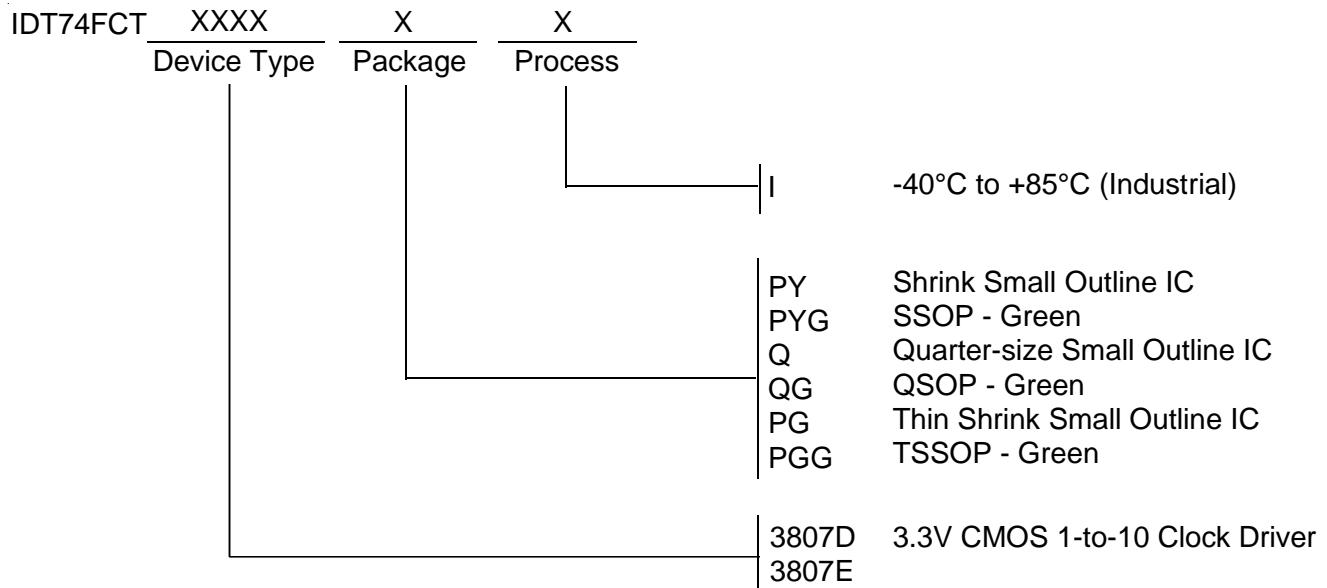 IDT74FCT XXXX X X
Device Type Package Process
I -40°C to +85°C (Industrial)
PY Shrink Small Outline IC
PYG SSOP - Green
Q Quarter-size Small Outline IC
QG QSOP - Green
PG Thin Shrink Small Outline IC
PGG TSSOP - Green
3807D 3.3V CMOS 1-to-10 Clock Driver
3807E